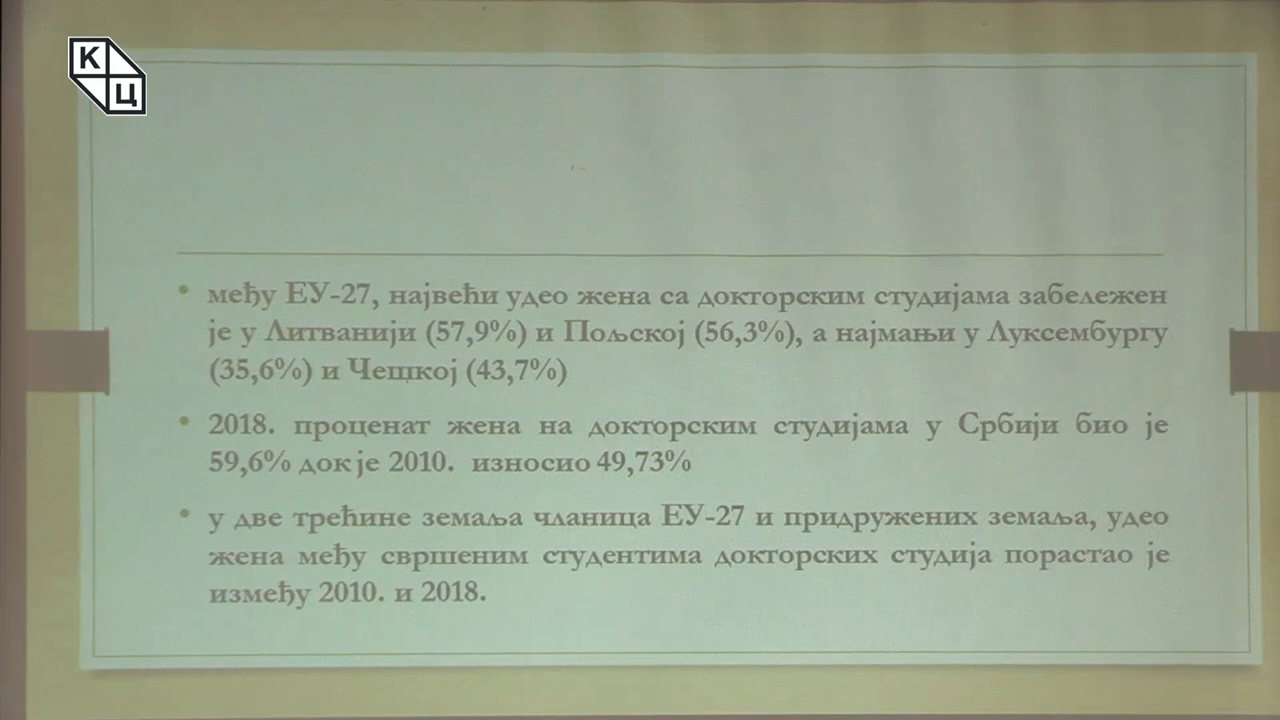 К
Ц
међу ЕУ-27, највећи удео жена са докторским студијама забележен
је у Литванији (57,9%) и Пољској (56,3%), а најмањи у Луксембургу
(35,6%) и Чешкој (43,7%)
2018. проценат жена на докторским студијама у Србији био је
59,6% док је 2010. износио 49,73%
у две трећине земаља чланица ЕУ-27 и придружених земаља, удео
жена међу свршеним студентима докторских студија порастао је
између 2010. и 2018.